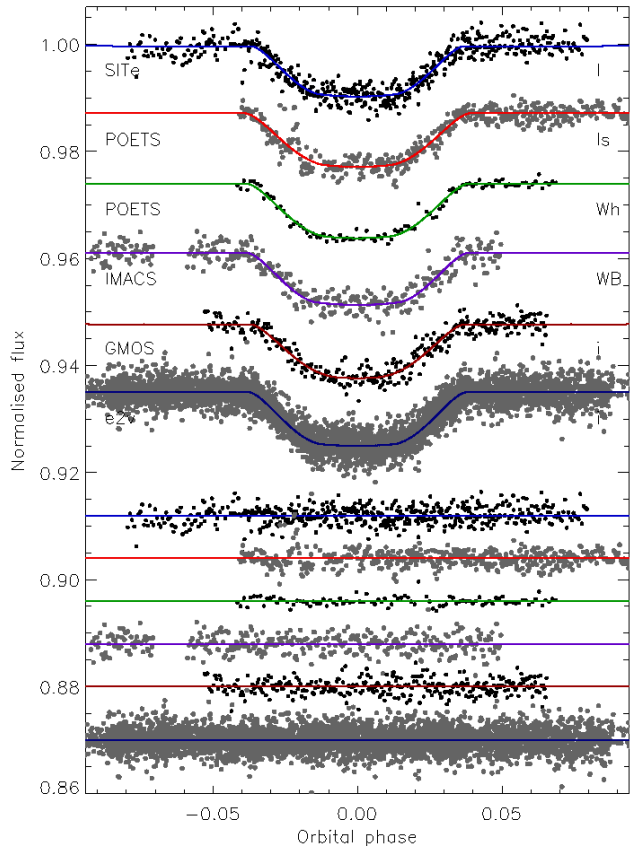 1.00
SITe I
POETS Is
0.98
POETS Wh
0.96
IMACS WB
GMOS i
0.94
e2v i
0.92
0.90
0.88
0.86
Normalised flux
−0.05 0.00 0.05
Orbital phase